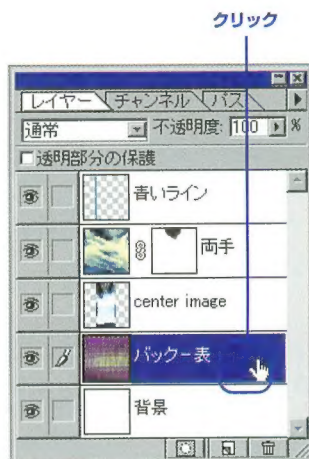 クリック
レイヤー チャンネル パス
通常 不透明度: 100 %
透明部分の保護
青いライン
両手
center image
バックー表
背景